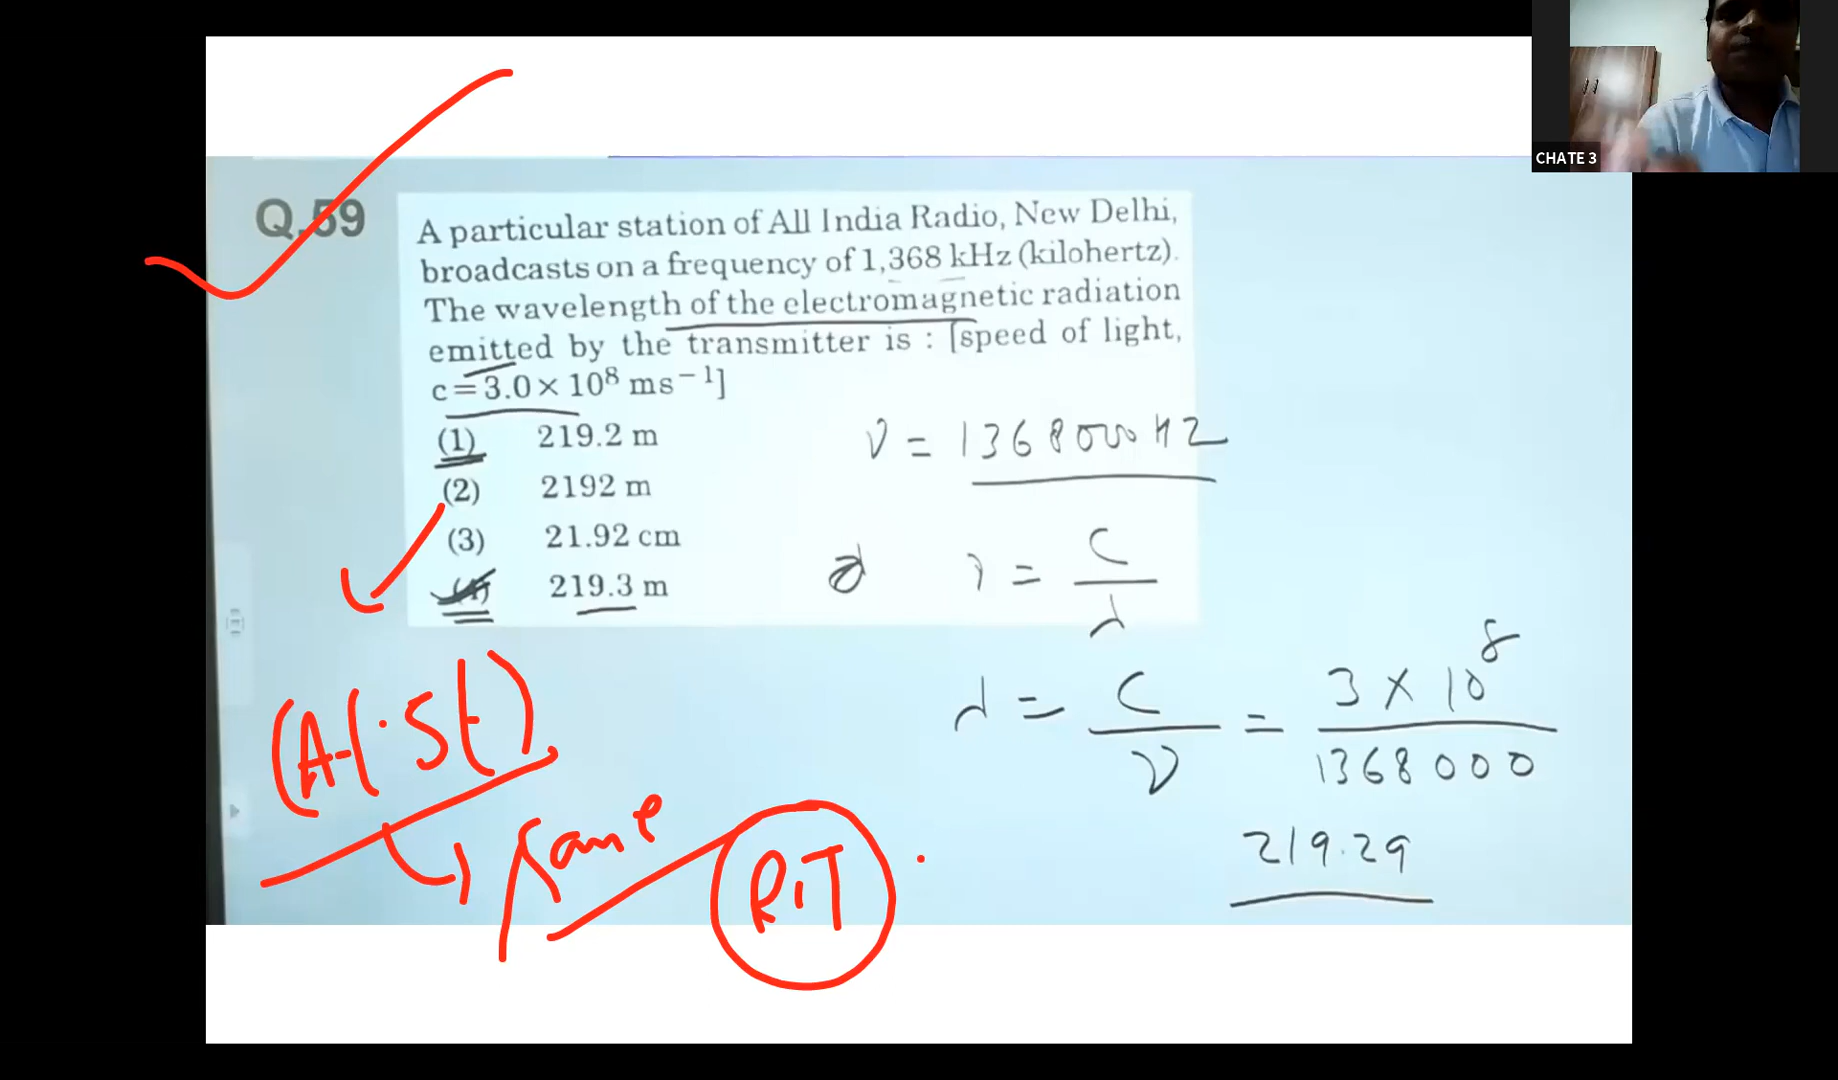 CHATE 3
Q.59
A particular station of All India Radio, New Delhi,
broadcasts on a frequency of 1,368 kHz (kilohertz).
The wavelength of the electromagnetic radiation
emitted by the transmitter is : [speed of light,
c = 3.0 × 10⁸ ms⁻¹]
(1) 219.2 m
(2) 2192 m
(3) 21.92 cm
(4) 219.3 m
ν = 1368000 HZ
= C / λ
λ = C / ν = 3 × 10⁸ / 1368000
219.29
Same
RIT